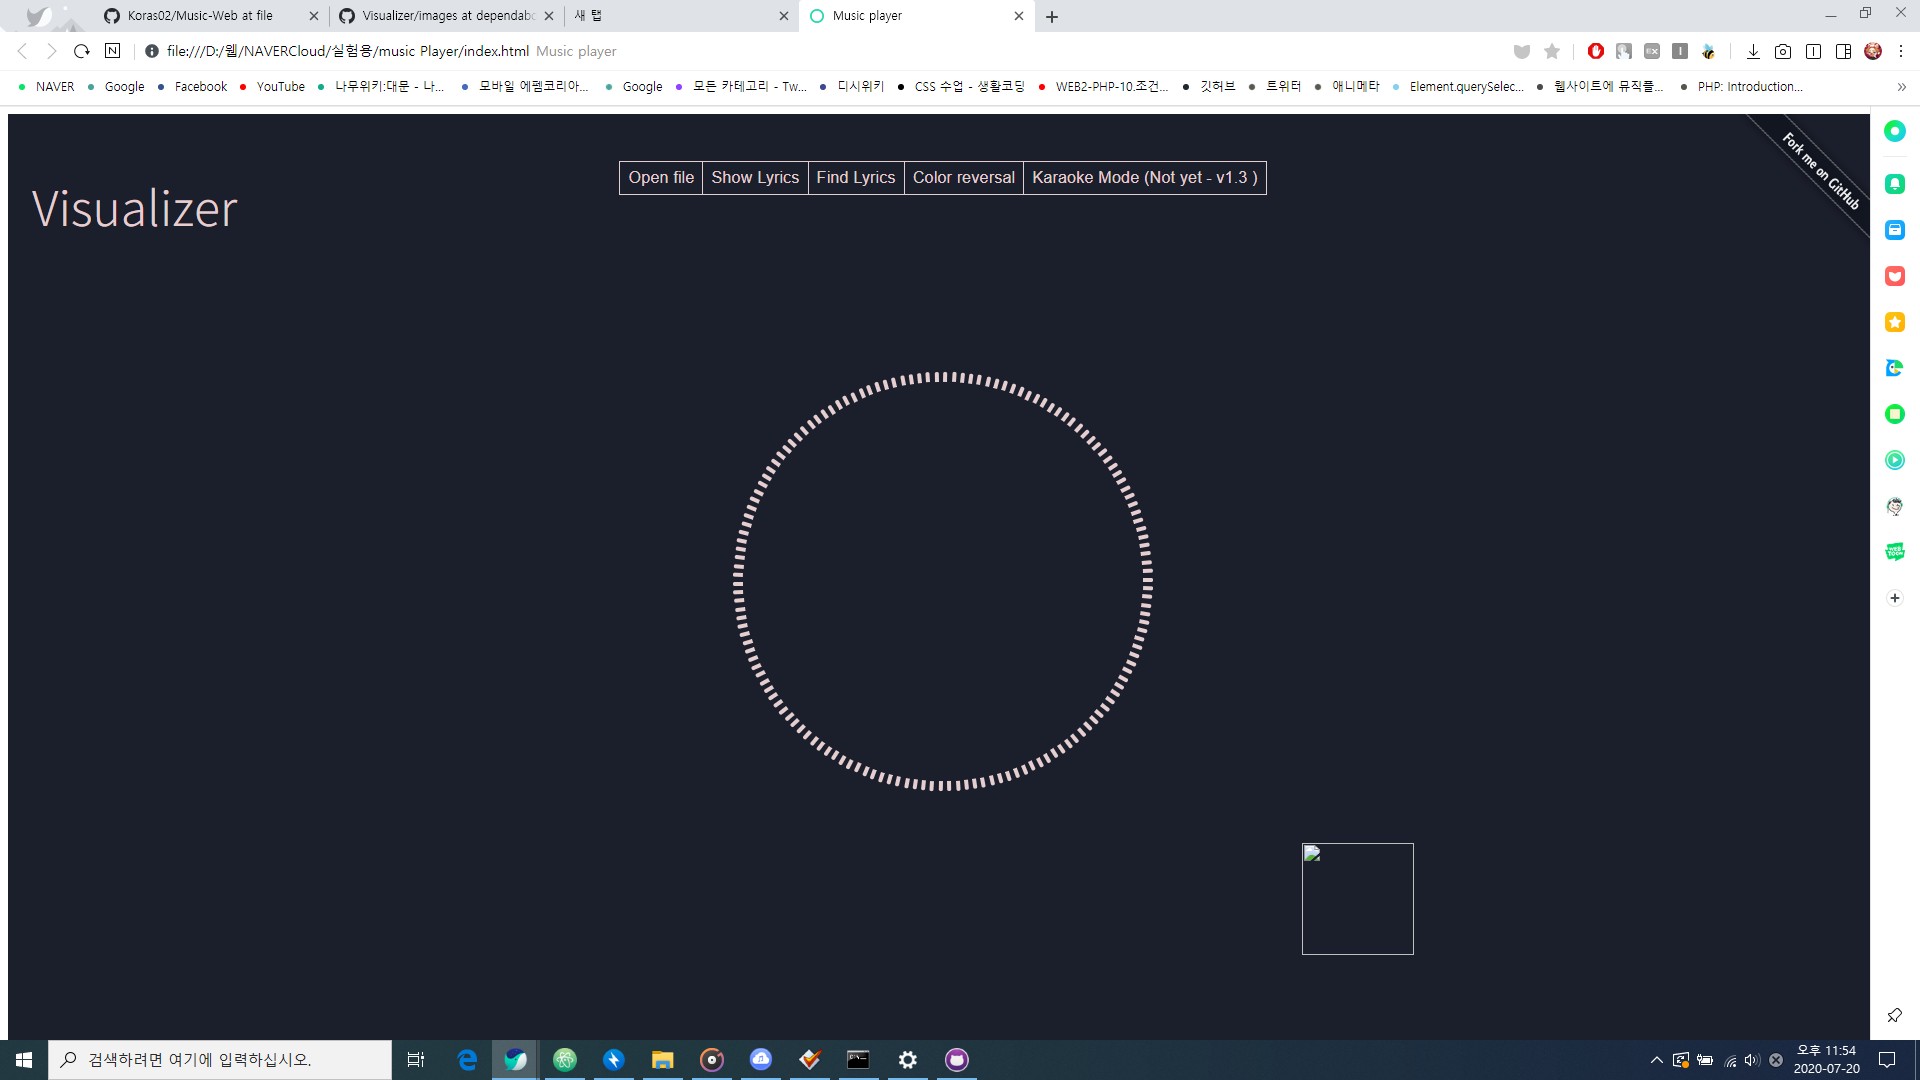 Koras02/Music-Web at file
Visualizer/images at dependabo
새 탭
Music player
file:///D:/웹/NAVERCloud/실험용/music Player/index.html Music player
NAVER
Google
Facebook
YouTube
나무위키:대문 - 나...
모바일 에펨코리아...
Google
모든 카테고리 - Tw...
디시위키
CSS 수업 - 생활코딩
WEB2-PHP-10.조건...
깃허브
트위터
애니메타
Element.querySelec...
웹사이트에 뮤직플...
PHP: Introduction...
Fork me on GitHub
Open file
Show Lyrics
Find Lyrics
Color reversal
Karaoke Mode (Not yet - v1.3 )
Visualizer
검색하려면 여기에 입력하십시오.
오후 11:54
2020-07-20